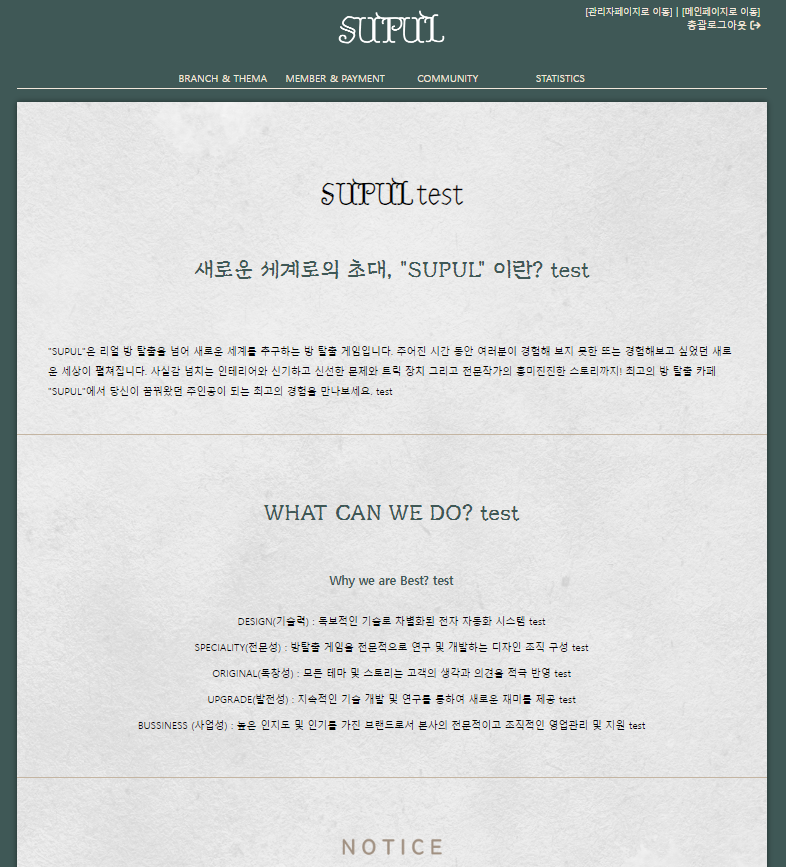 SUPUL
[관리자페이지로 이동] | [메인페이지로 이동]
총괄로그아웃
BRANCH & THEMA MEMBER & PAYMENT COMMUNITY STATISTICS
SUPUL test
새로운 세계로의 초대, "SUPUL" 이란? test
"SUPUL"은 리얼 방 탈출을 넘어 새로운 세계를 추구하는 방 탈출 게임입니다. 주어진 시간 동안 여러분이 경험해 보지 못한 또는 경험해보고 싶었던 새로
운 세상이 펼쳐집니다. 사실감 넘치는 인테리어와 신기하고 신선한 문제와 트릭 장치 그리고 전문작가의 흥미진진한 스토리까지! 최고의 방 탈출 카페
"SUPUL"에서 당신이 꿈꿔왔던 주인공이 되는 최고의 경험을 만나보세요. test
WHAT CAN WE DO? test
Why we are Best? test
DESIGN(기술력) : 독보적인 기술로 차별화된 전자 자동화 시스템 test
SPECIALITY(전문성) : 방탈출 게임을 전문적으로 연구 및 개발하는 디자인 조직 구성 test
ORIGINAL(독창성) : 모든 테마 및 스토리는 고객의 생각과 의견을 적극 반영 test
UPGRADE(발전성) : 지속적인 기술 개발 및 연구를 통하여 새로운 재미를 제공 test
BUSSINESS (사업성) : 높은 인지도 및 인기를 가진 브랜드로서 본사의 전문적이고 조직적인 영업관리 및 지원 test
NOTICE